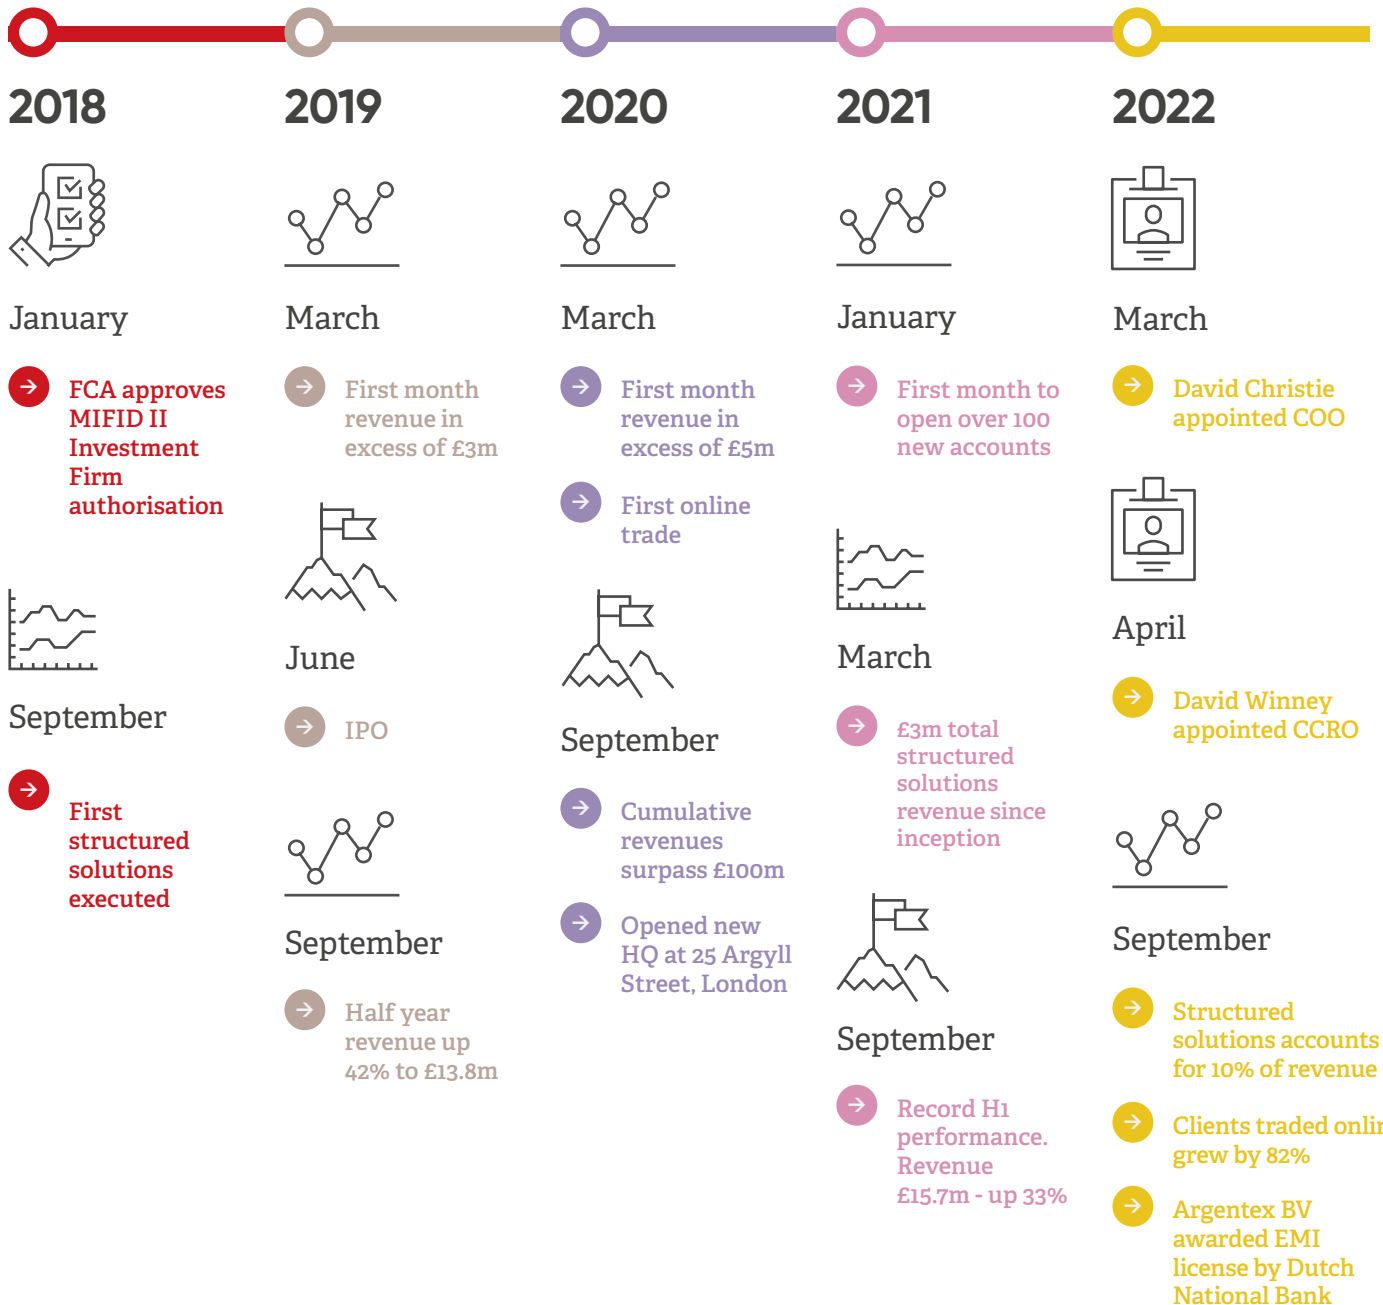 2018
January
FCA approves
MIFID II
Investment
Firm
authorisation
September
First
structured
solutions
executed
2019
March
First month
revenue in
excess of £3m
June
IPO
September
Half year
revenue up
42% to £13.8m
2020
March
First month
revenue in
excess of £5m
First online
trade
September
Cumulative
revenues
surpass £100m
Opened new
HQ at 25 Argyll
Street, London
2021
January
First month to
open over 100
new accounts
March
£3m total
structured
solutions
revenue since
inception
September
Record H1
performance.
Revenue
£15.7m - up 33%
2022
March
David Christie
appointed COO
April
David Winney
appointed CCRO
September
Structured
solutions accounts
for 10% of revenue
Clients traded
grew by 82%
Argentex BV
awarded EMI
license by Dutch
National Bank